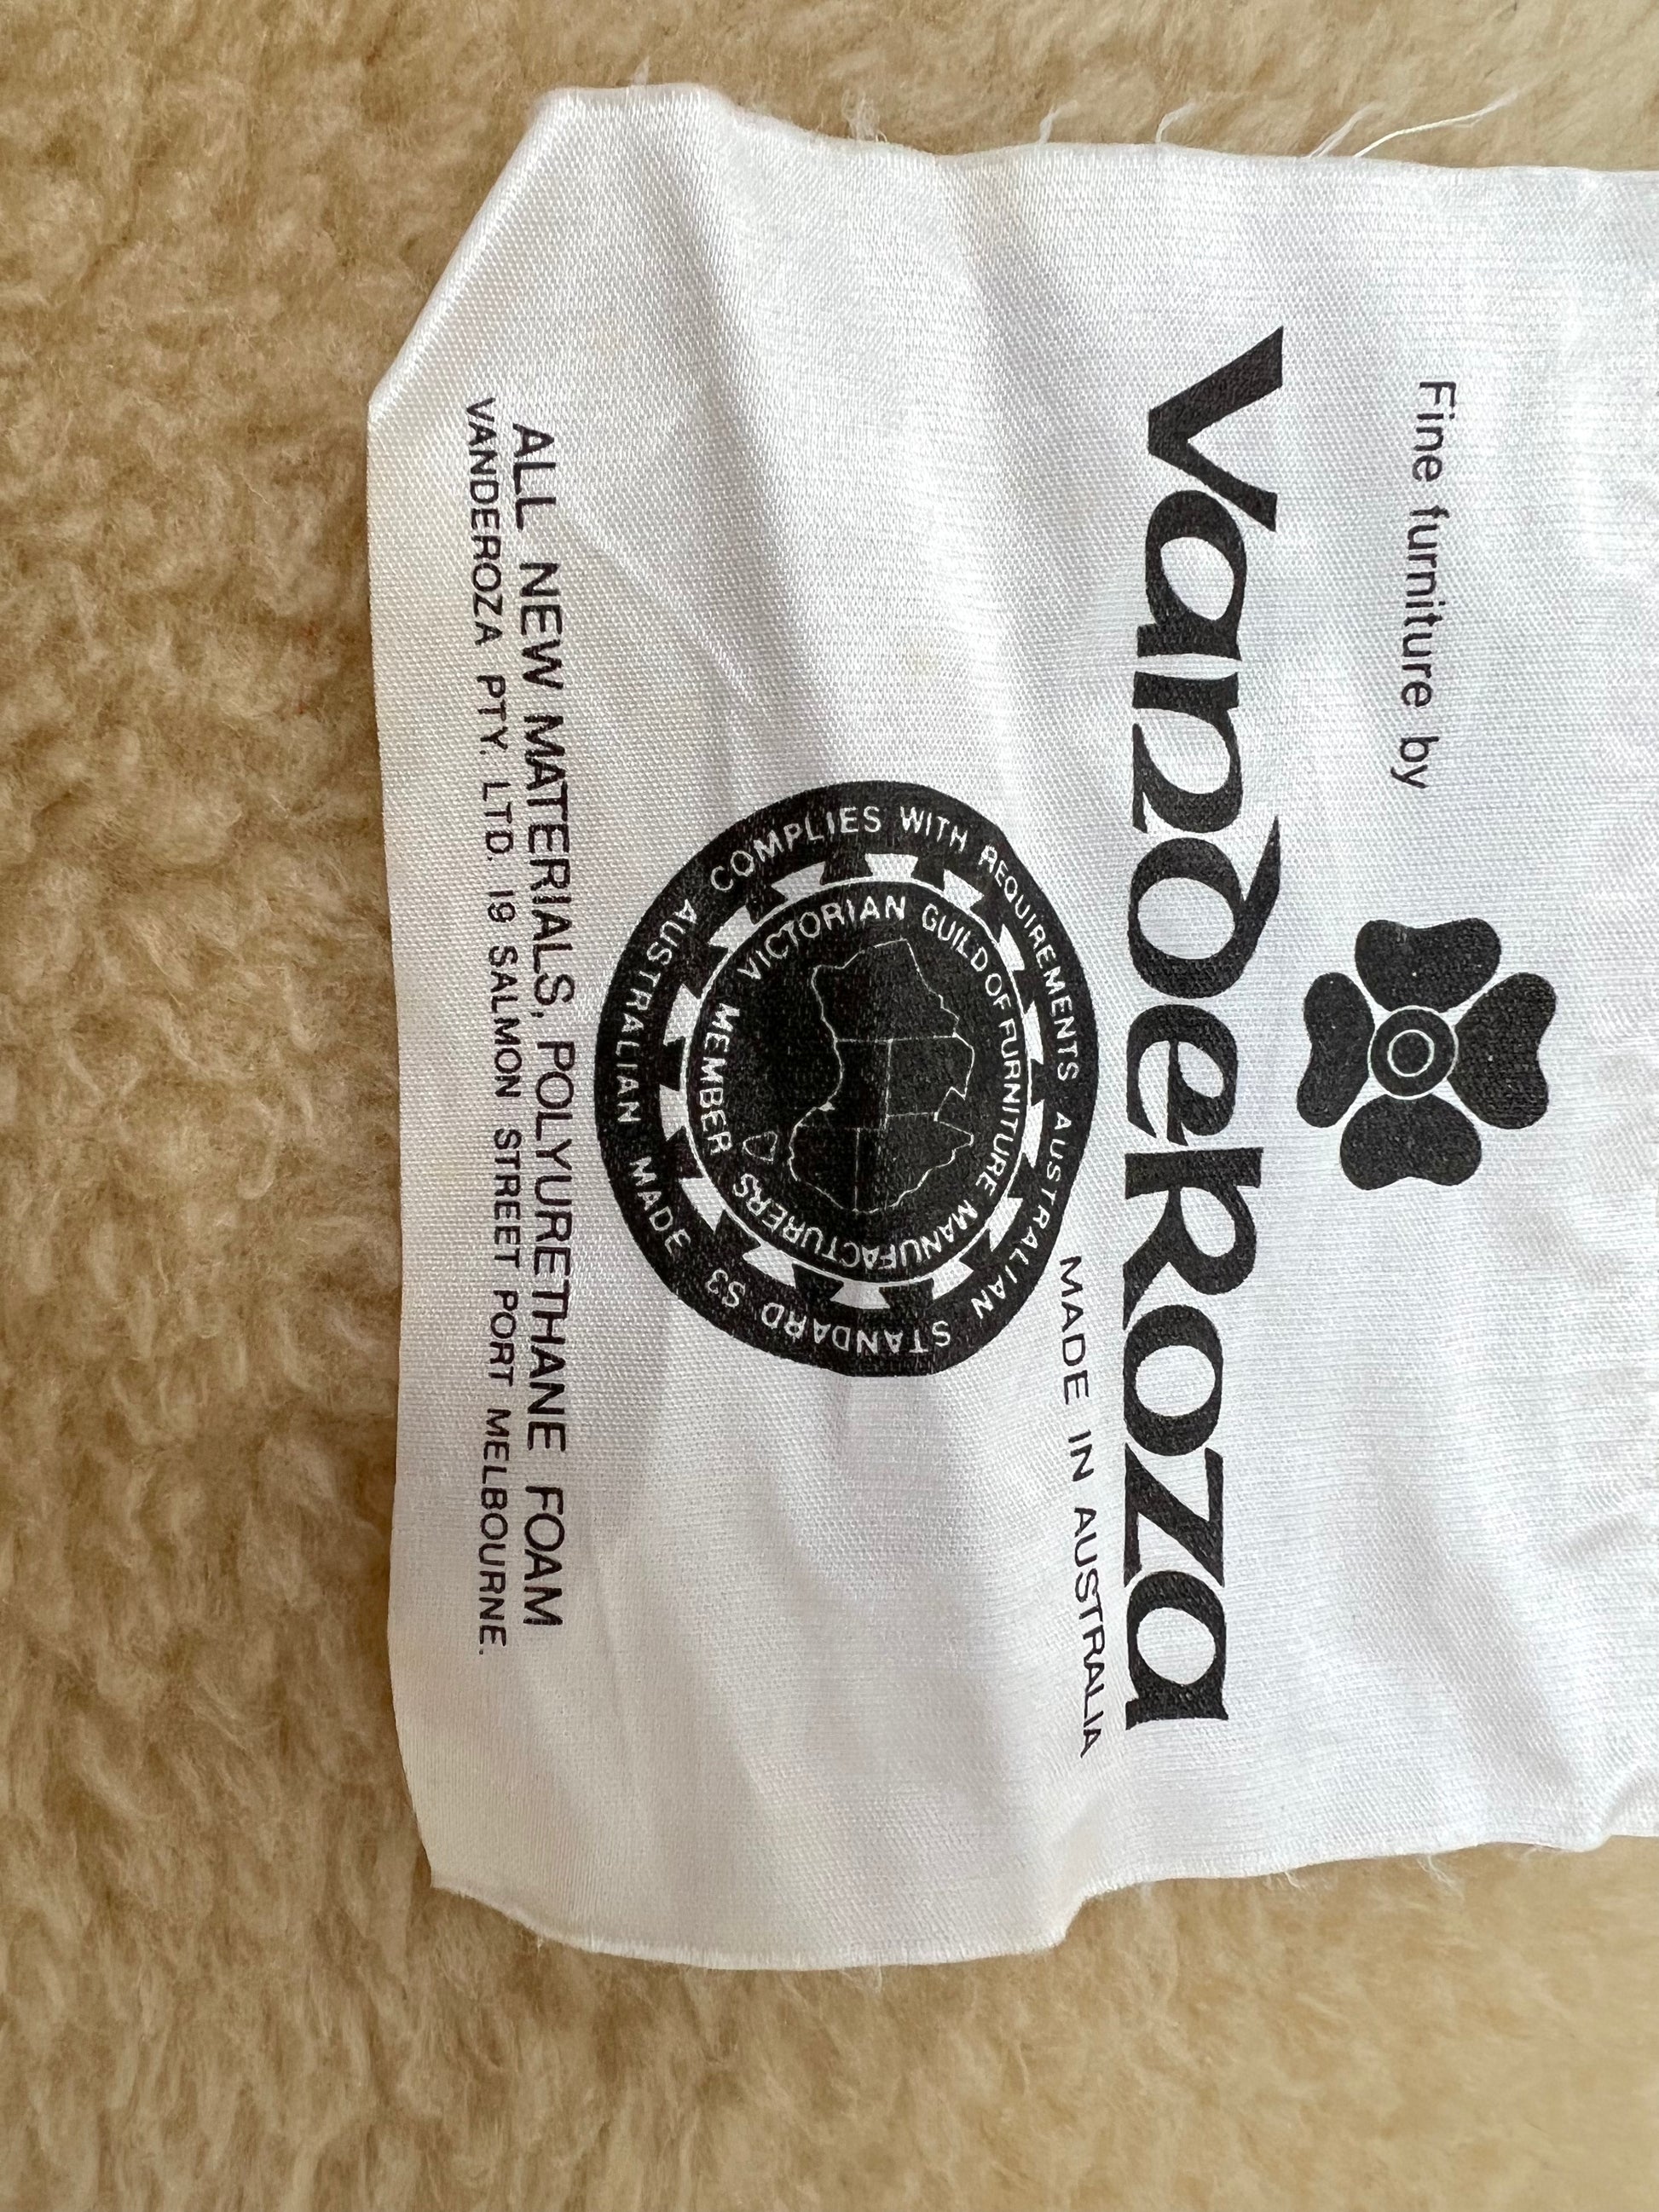 Fine furniture by
VandeRoza
MADE IN AUSTRALIA
COMPLIES WITH REQUIREMENTS AUSTRALIAN STANDARD S3
AUSTRALIAN MADE
VICTORIAN GUILD OF FURNITURE MANUFACTURERS
MEMBER
ALL NEW MATERIALS, POLYURETHANE FOAM
VANDEROZA PTY. LTD. 19 SALMON STREET PORT MELBOURNE.